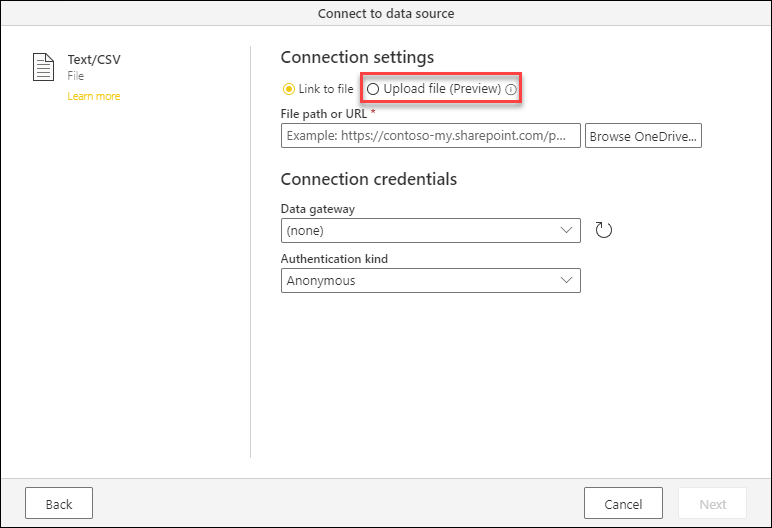 Connect to data source
Text/CSV
File
Learn more
Connection settings
Link to file Upload file (Preview)
File path or URL *
Example: https://contoso-my.sharepoint.com/p... Browse OneDrive...
Connection credentials
Data gateway
(none)
Authentication kind
Anonymous
Back Cancel Next